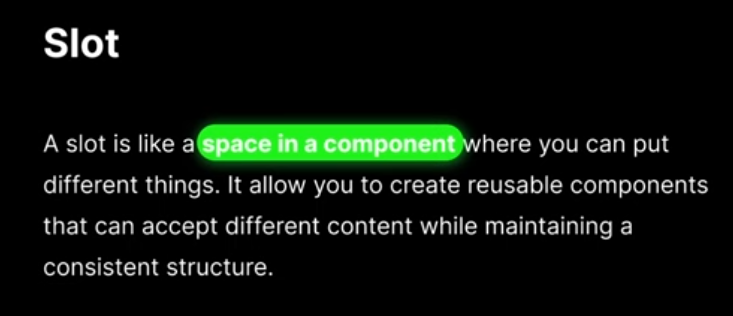 Slot
A slot is like a space in a component where you can put
different things. It allow you to create reusable components
that can accept different content while maintaining a
consistent structure.